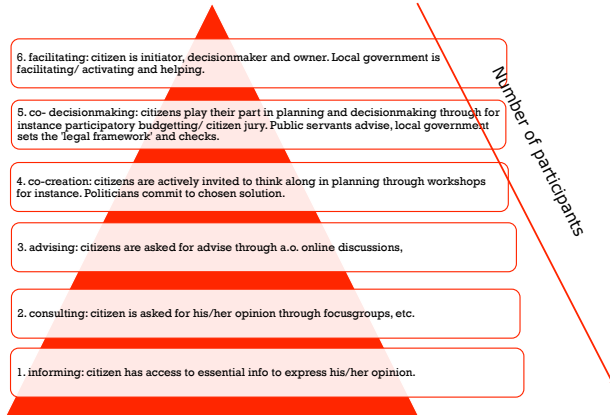 6. facilitating: citizen is initiator, decisionmaker and owner. Local government is
facilitating/ activating and helping.
5. co- decisionmaking: citizens play their part in planning and decisionmaking through for
instance participatory budgetting/ citizen jury. Public servants advise, local government
sets the 'legal framework' and checks.
4. co-creation: citizens are actively invited to think along in planning through workshops
for instance. Politicians commit to chosen solution.
3. advising: citizens are asked for advise through a.o. online discussions,
2. consulting: citizen is asked for his/her opinion through focusgroups, etc.
1. informing: citizen has access to essential info to express his/her opinion.
Number of participants